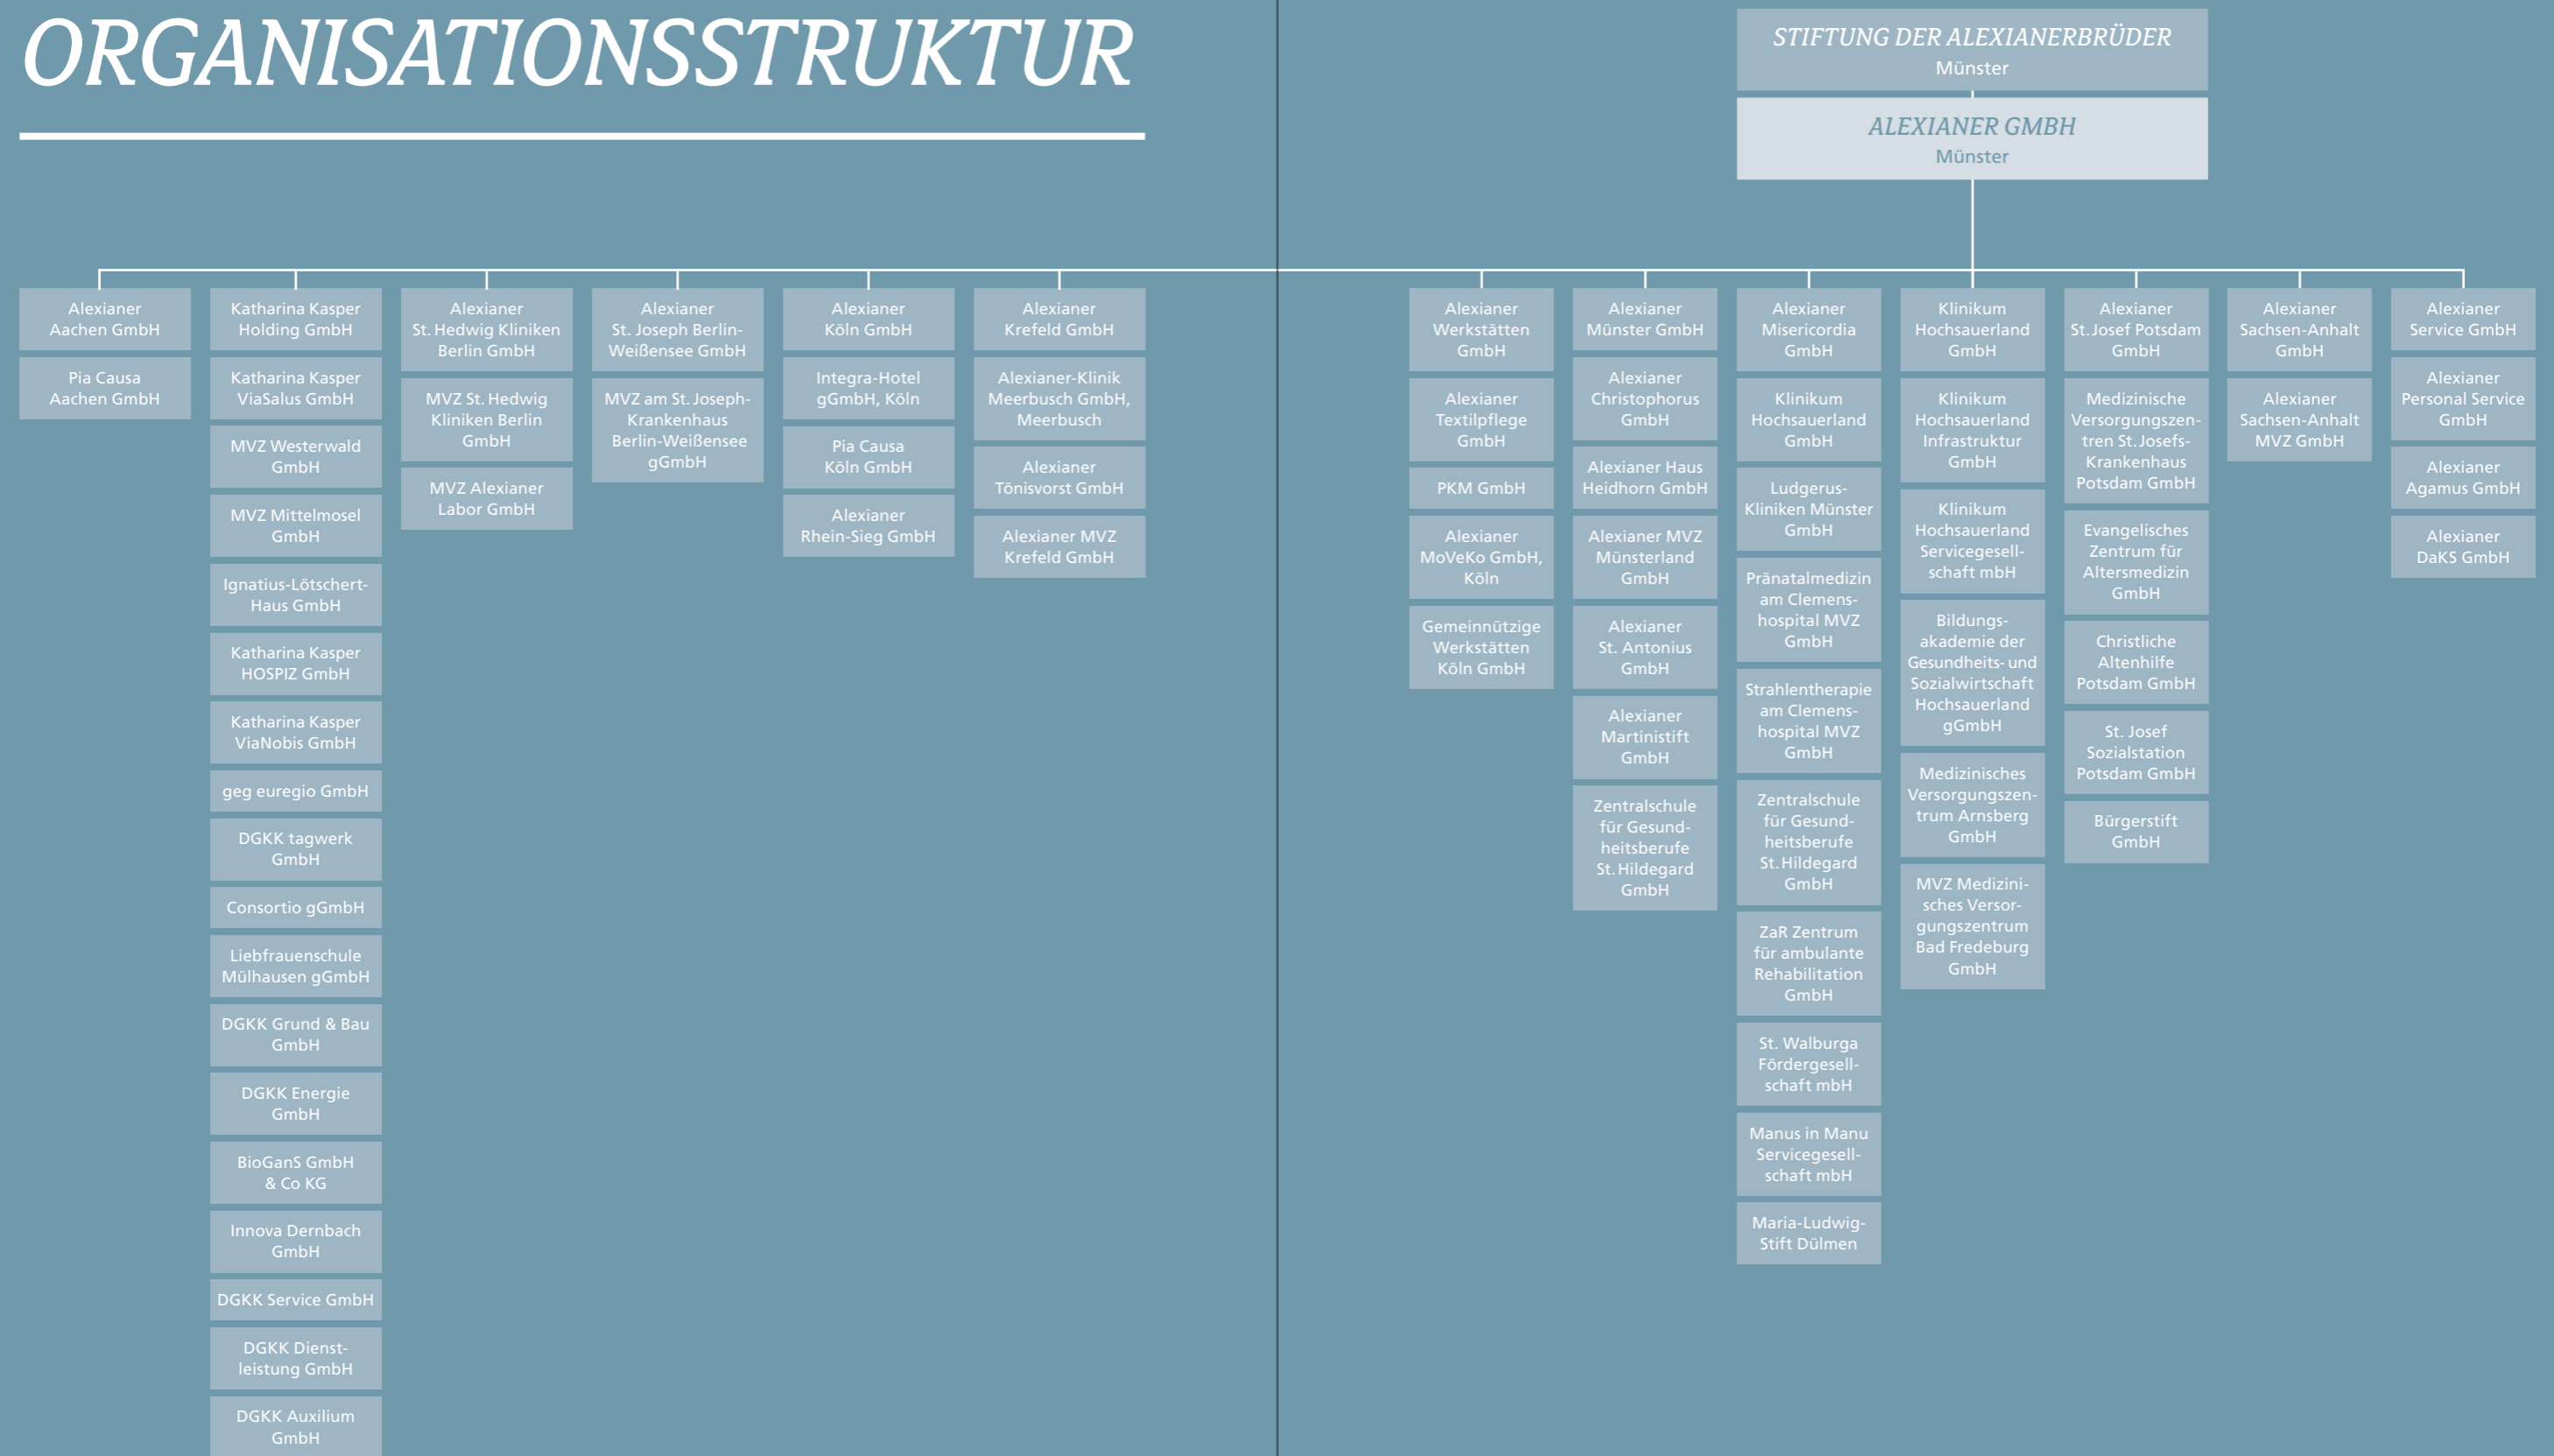 ORGANISATIONSSTRUKTUR
STIFTUNG DER ALEXIANERBRÜDER
Münster
ALEXIANER GMBH
Münster
Alexianer
Aachen GmbH
Pia Causa
Aachen GmbH
Katharina Kasper
Holding GmbH
Katharina Kasper
ViaSalus GmbH
MVZ Westerwald
GmbH
MVZ Mittelmosel
GmbH
Ignatius-Lötschert-
Haus GmbH
Katharina Kasper
HOSPIZ GmbH
Katharina Kasper
ViaNobis GmbH
geg euregio GmbH
DGKK tagwerk
GmbH
Consortio gGmbH
Liebfrauenschule
Mülhausen gGmbH
DGKK Grund & Bau
GmbH
DGKK Energie
GmbH
BioGanS GmbH
& Co KG
Innova Dernbach
GmbH
DGKK Service GmbH
DGKK Dienst-
leistung GmbH
DGKK Auxilium
GmbH
Alexianer
St. Hedwig Kliniken
Berlin GmbH
MVZ St. Hedwig
Kliniken Berlin
GmbH
MVZ Alexianer
Labor GmbH
Alexianer
St. Joseph Berlin-
Weißensee GmbH
MVZ am St. Joseph-
Krankenhaus
Berlin-Weißensee
gGmbH
Alexianer
Köln GmbH
Integra-Hotel
gGmbH, Köln
Pia Causa
Köln GmbH
Alexianer
Rhein-Sieg GmbH
Alexianer
Krefeld GmbH
Alexianer-Klinik
Meerbusch GmbH,
Meerbusch
Alexianer
Tönisvorst GmbH
Alexianer MVZ
Krefeld GmbH
Alexianer
Werkstätten
GmbH
Alexianer
Textilpflege
GmbH
PKM GmbH
Alexianer
MoVeKo GmbH,
Köln
Gemeinnützige
Werkstätten
Köln GmbH
Alexianer
Münster GmbH
Alexianer
Christophorus
GmbH
Alexianer Haus
Heidhorn GmbH
Alexianer MVZ
Münsterland
GmbH
Alexianer
St. Antonius
GmbH
Alexianer
Martinistift
GmbH
Zentralschule
für Gesund-
heitsberufe
St. Hildegard
GmbH
Alexianer
Misericordia
GmbH
Klinikum
Hochsauerland
GmbH
Ludgerus-
Kliniken Münster
GmbH
Pränatalmedizin
am Clemens-
hospital MVZ
GmbH
Strahlentherapie
am Clemens-
hospital MVZ
GmbH
Zentralschule
für Gesund-
heitsberufe
St. Hildegard
GmbH
ZaR Zentrum
für ambulante
Rehabilitation
GmbH
St. Walburga
Fördergesell-
schaft mbH
Manus in Manu
Servicegesell-
schaft mbH
Maria-Ludwig-
Stift Dülmen
Klinikum
Hochsauerland
GmbH
Klinikum
Hochsauerland
Infrastruktur
GmbH
Klinikum
Hochsauerland
Servicegesell-
schaft mbH
Bildungs-
akademie der
Gesundheits- und
Sozialwirtschaft
Hochsauerland
gGmbH
Medizinisches
Versorgungszen-
trum Arnsberg
GmbH
MVZ Medizini-
sches Versor-
gungszentrum
Bad Fredeburg
GmbH
Alexianer
St. Josef Potsdam
GmbH
Medizinische
Versorgungszen-
tren St. Josefs-
Krankenhaus
Potsdam GmbH
Evangelisches
Zentrum für
Altersmedizin
GmbH
Christliche
Altenhilfe
Potsdam GmbH
St. Josef
Sozialstation
Potsdam GmbH
Bürgerstift
GmbH
Alexianer
Sachsen-Anhalt
GmbH
Alexianer
Sachsen-Anhalt
MVZ GmbH
Alexianer
Service GmbH
Alexianer
Personal Service
GmbH
Alexianer
Agamus GmbH
Alexianer
DaKS GmbH